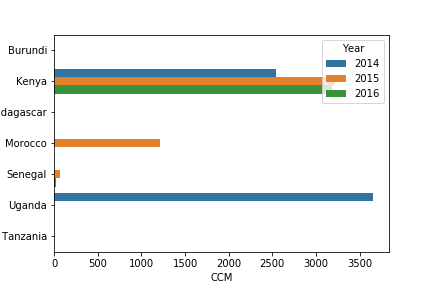 Burundi
Kenya
dagascar
Morocco
Senegal
Uganda
Tanzania
Year
2014
2015
2016
0 500 1000 1500 2000 2500 3000 3500
CCM